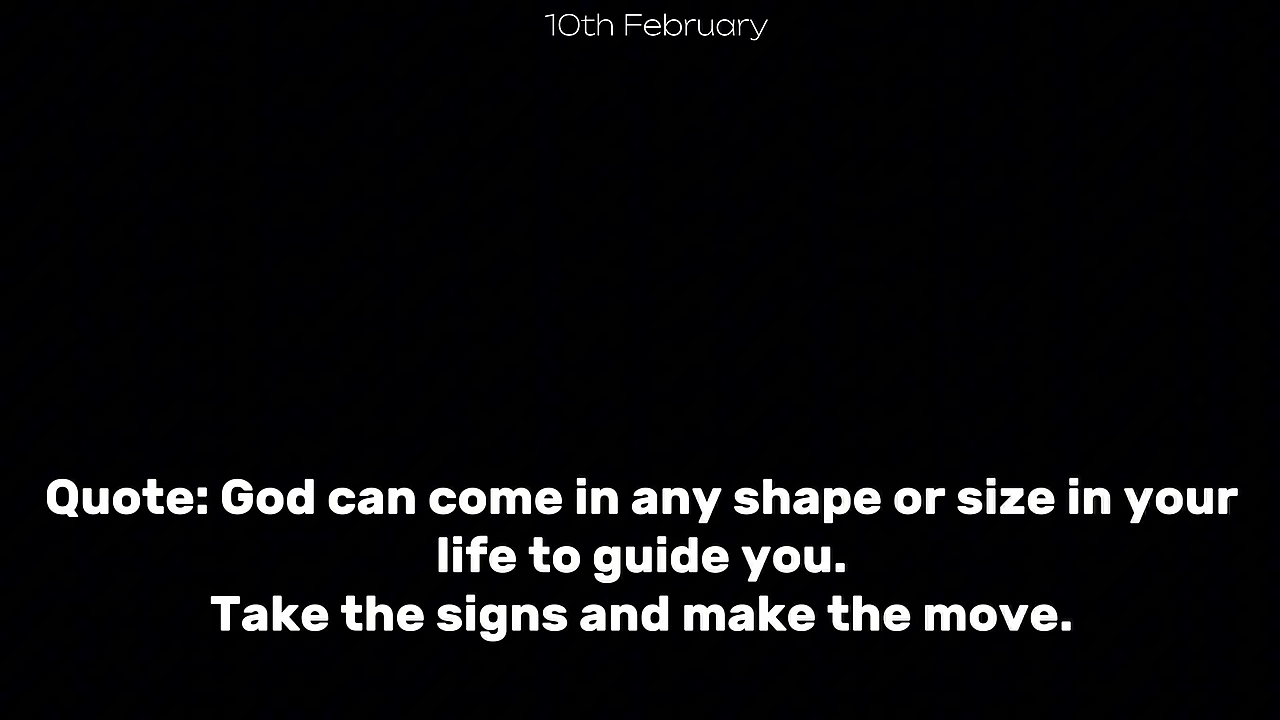 10th February
Quote: God can come in any shape or size in your
life to guide you.
Take the signs and make the move.